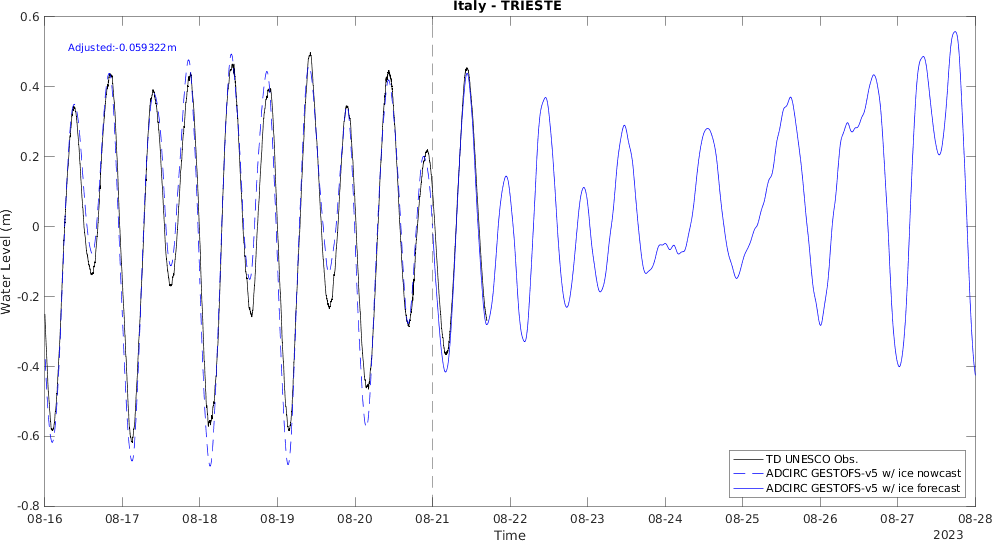 Italy - TRIESTE
Adjusted:-0.059322m
Water Level (m)
0.6
0.4
0.2
0
-0.2
-0.4
-0.6
-0.8
TD UNESCO Obs.
ADCIRC GESTOFS-v5 w/ ice nowcast
ADCIRC GESTOFS-v5 w/ ice forecast
08-16 08-17 08-18 08-19 08-20 08-21 08-22 08-23 08-24 08-25 08-26 08-27 08-28
Time
2023